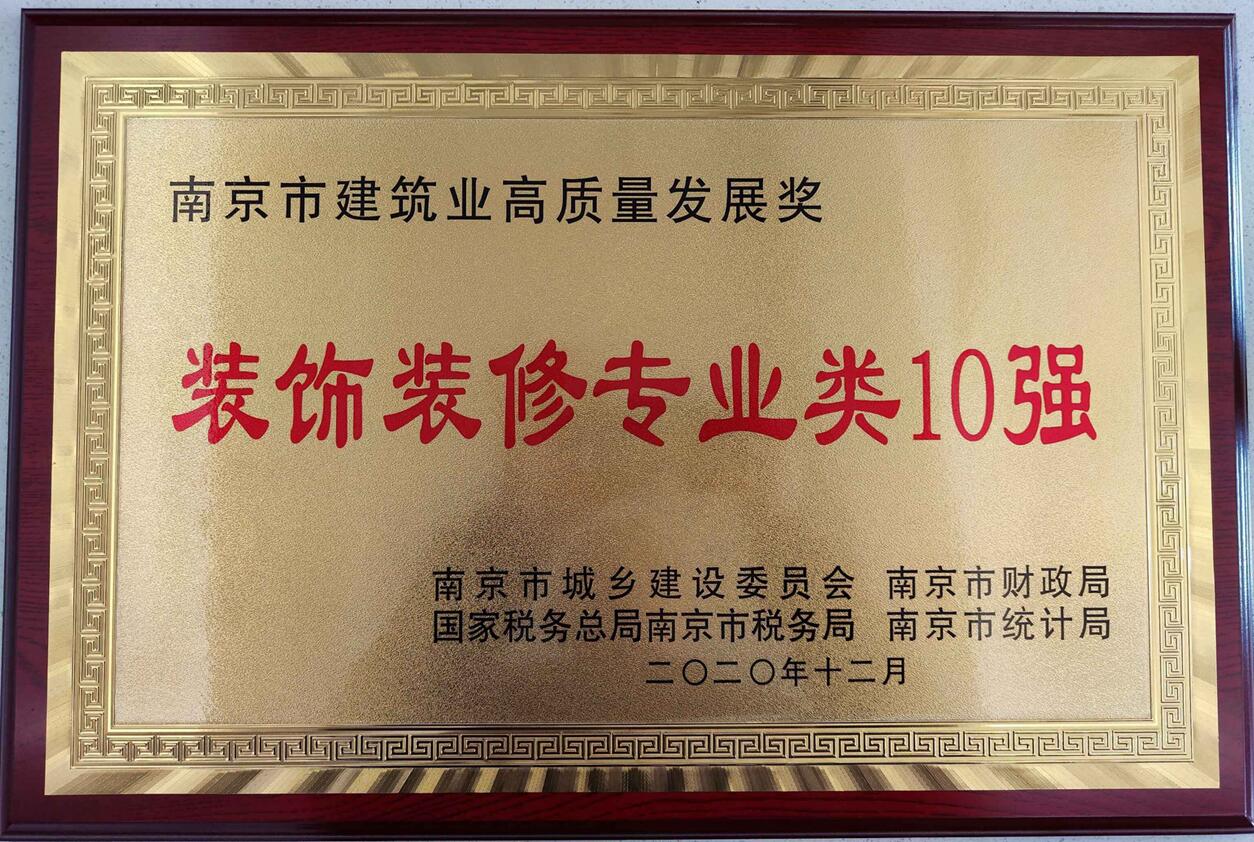 南京市建筑业高质量发展奖
装饰装修专业类10强
南京市城乡建设委员会 南京市财政局
国家税务总局南京市税务局 南京市统计局
二〇二〇年十二月